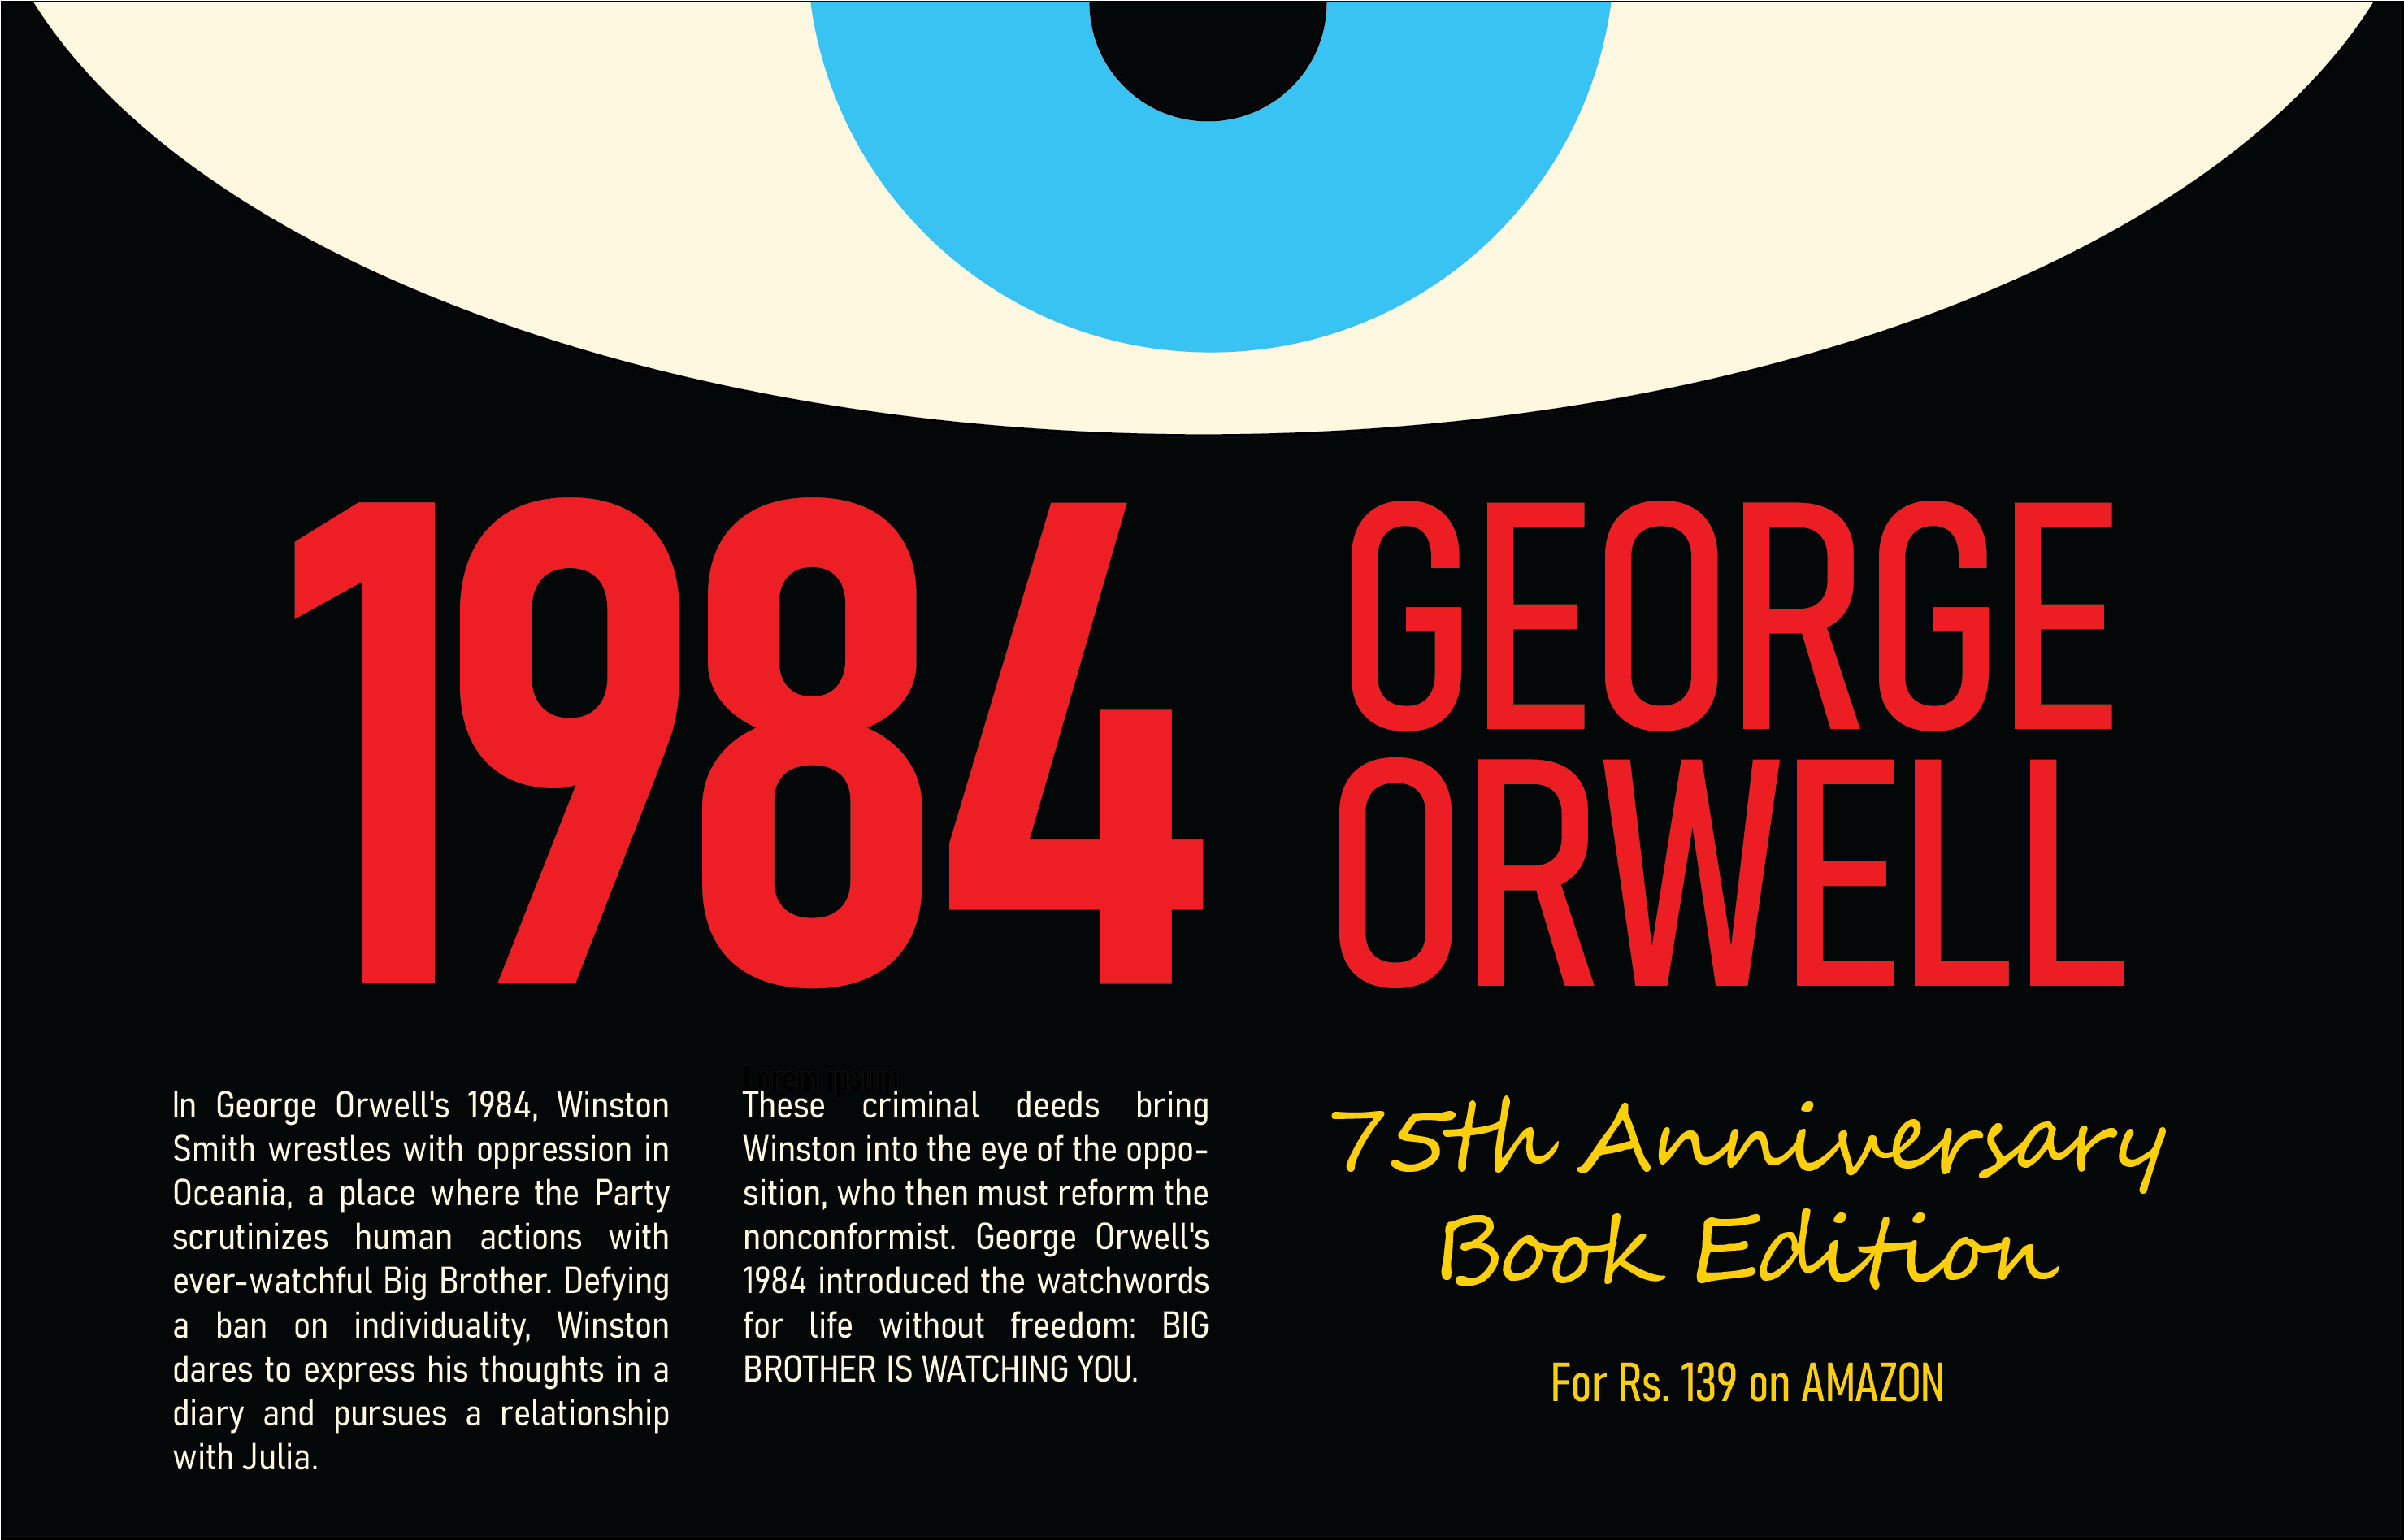 1984
GEORGE
ORWELL
In George Orwell's 1984, Winston
Smith wrestles with oppression in
Oceania, a place where the Party
scrutinizes human actions with
ever-watchful Big Brother. Defying
a ban on individuality, Winston
dares to express his thoughts in a
diary and pursues a relationship
with Julia.
Lorem ipsum
These criminal deeds bring
Winston into the eye of the oppo-
sition, who then must reform the
nonconformist. George Orwell's
1984 introduced the watchwords
for life without freedom: BIG
BROTHER IS WATCHING YOU.
75th Anniversary
Book Edition
For Rs. 139 on AMAZON